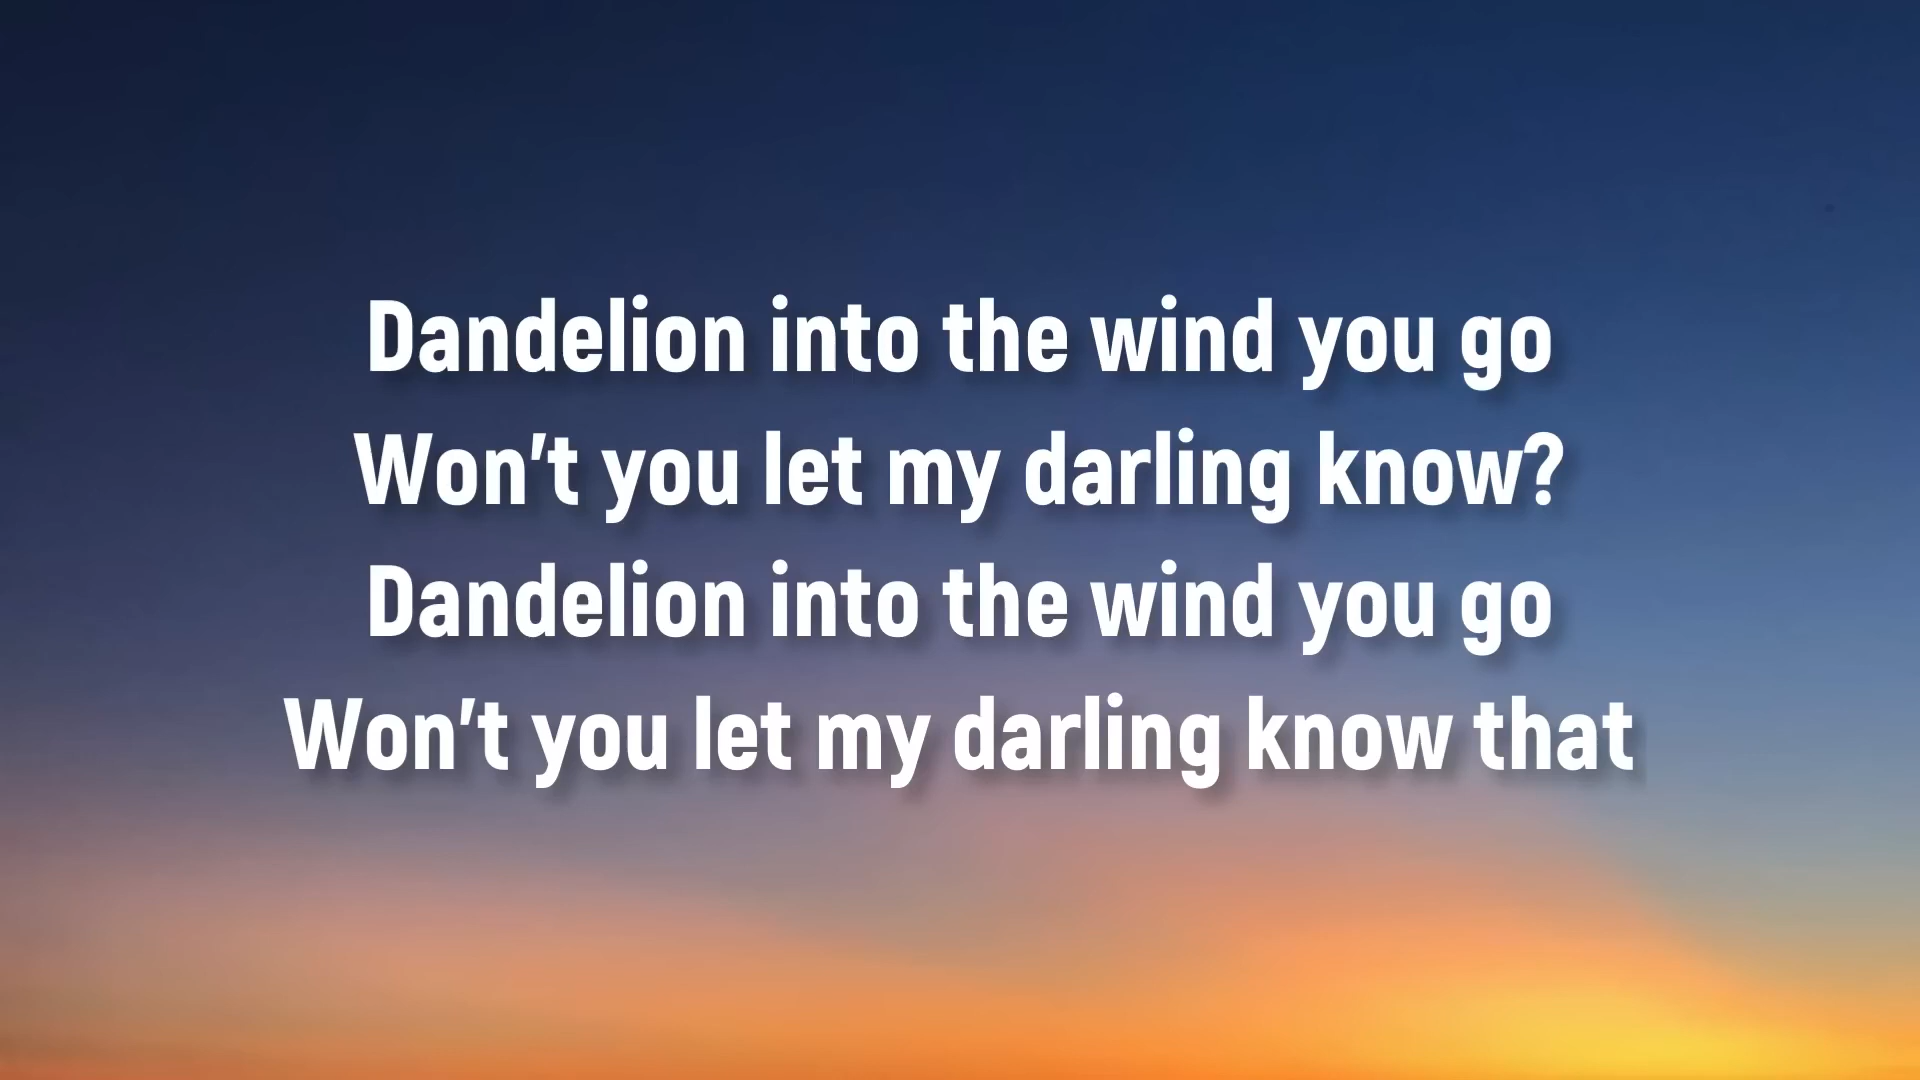 Dandelion into the wind you go
Won't you let my darling know?
Dandelion into the wind you go
Won't you let my darling know that